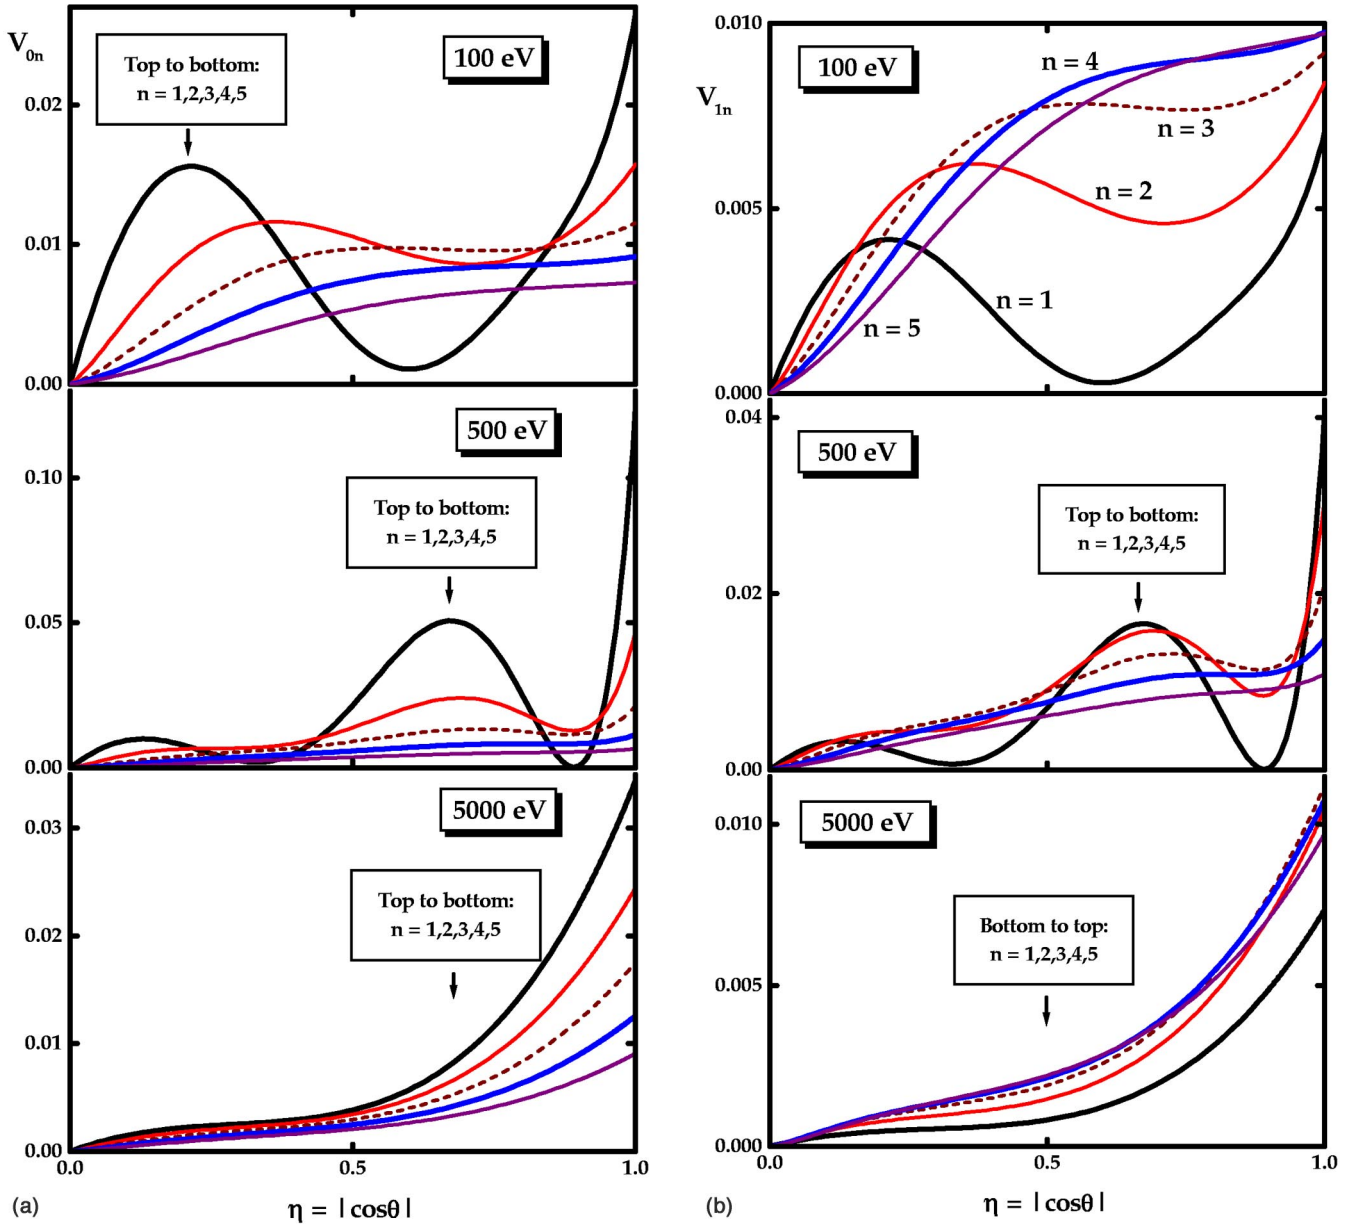 V₀ₙ
0.02
0.01
0.00
100 eV
Top to bottom:
n = 1,2,3,4,5
500 eV
0.10
0.05
0.00
Top to bottom:
n = 1,2,3,4,5
5000 eV
0.03
0.02
0.01
0.00
Top to bottom:
n = 1,2,3,4,5
0.0 0.5 1.0
(a) η = |cosθ|
0.010
V₁ₙ
0.005
0.000
100 eV
n = 4
n = 3
n = 2
n = 1
n = 5
0.04
500 eV
0.02
0.00
Top to bottom:
n = 1,2,3,4,5
5000 eV
0.010
0.005
0.000
Bottom to top:
n = 1,2,3,4,5
0.0 0.5 1.0
(b) η = |cosθ|